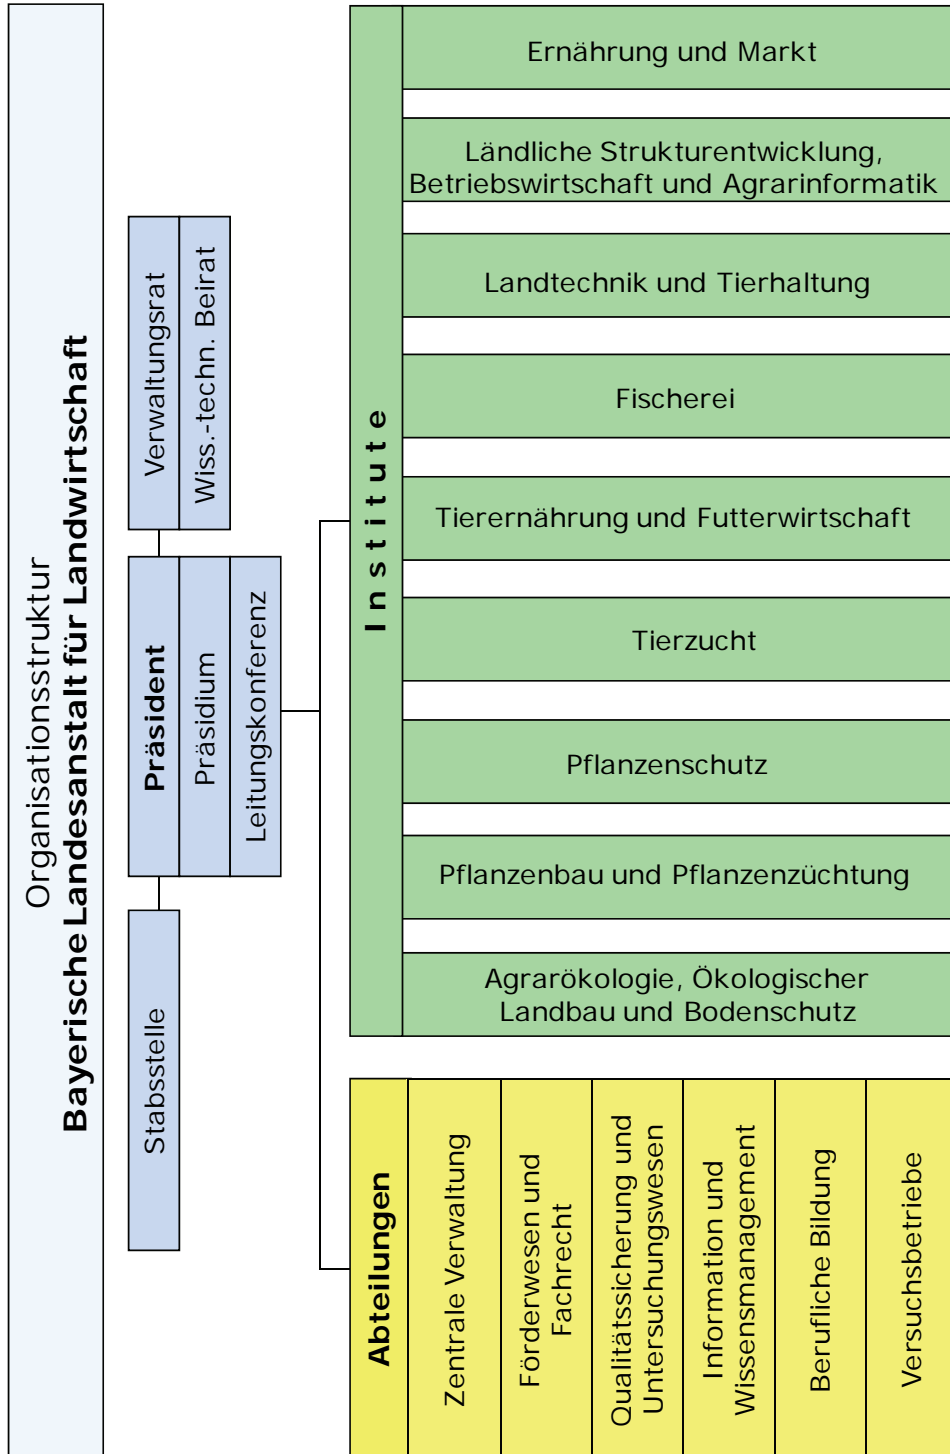 Organisationsstruktur
Bayerische Landesanstalt für Landwirtschaft
Stabsstelle
Präsident
Präsidium
Leitungskonferenz
Verwaltungsrat
Wiss.-techn. Beirat
Abteilungen
Zentrale Verwaltung
Förderwesen und
Fachrecht
Qualitätssicherung und
Untersuchungswesen
Information und
Wissensmanagement
Berufliche Bildung
Versuchsbetriebe
Institute
Agrarökologie, Ökologischer
Landbau und Bodenschutz
Pflanzenbau und Pflanzenzüchtung
Pflanzenschutz
Tierzucht
Tierernährung und Futterwirtschaft
Fischerei
Landtechnik und Tierhaltung
Ländliche Strukturentwicklung,
Betriebswirtschaft und Agrarinformatik
Ernährung und Markt